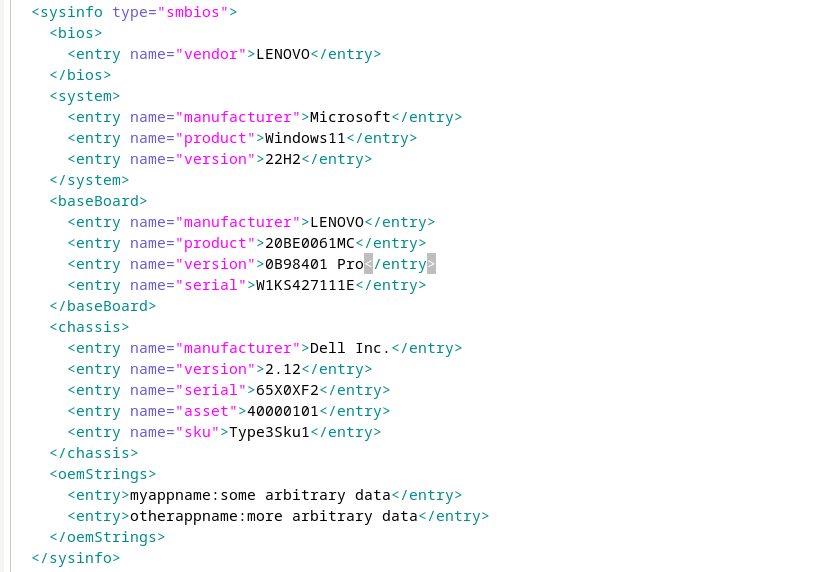 <sysinfo type="smbios">
<bios>
<entry name="vendor">LENOVO</entry>
</bios>
<system>
<entry name="manufacturer">Microsoft</entry>
<entry name="product">Windows11</entry>
<entry name="version">22H2</entry>
</system>
<baseBoard>
<entry name="manufacturer">LENOVO</entry>
<entry name="product">20BE0061MC</entry>
<entry name="version">0B98401 Pro</entry>
<entry name="serial">W1KS427111E</entry>
</baseBoard>
<chassis>
<entry name="manufacturer">Dell Inc.</entry>
<entry name="version">2.12</entry>
<entry name="serial">65X0XF2</entry>
<entry name="asset">40000101</entry>
<entry name="sku">Type3Sku1</entry>
</chassis>
<oemStrings>
<entry>myappname:some arbitrary data</entry>
<entry>otherappname:more arbitrary data</entry>
</oemStrings>
</sysinfo>